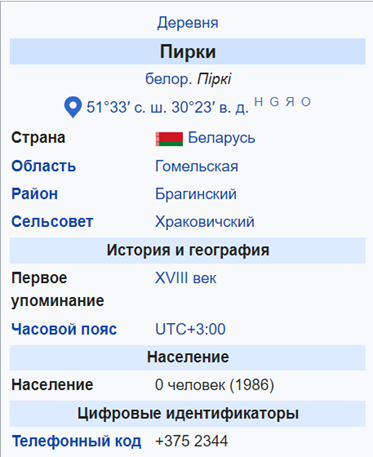 Деревня
Пирки
белор. Піркі
51°33′ с. ш. 30°23′ в. д. H G Я O
Страна Беларусь
Область Гомельская
Район Брагинский
Сельсовет Храковичский
История и география
Первое XVIII век
упоминание
Часовой пояс UTC+3:00
Население
Население 0 человек (1986)
Цифровые идентификаторы
Телефонный код +375 2344